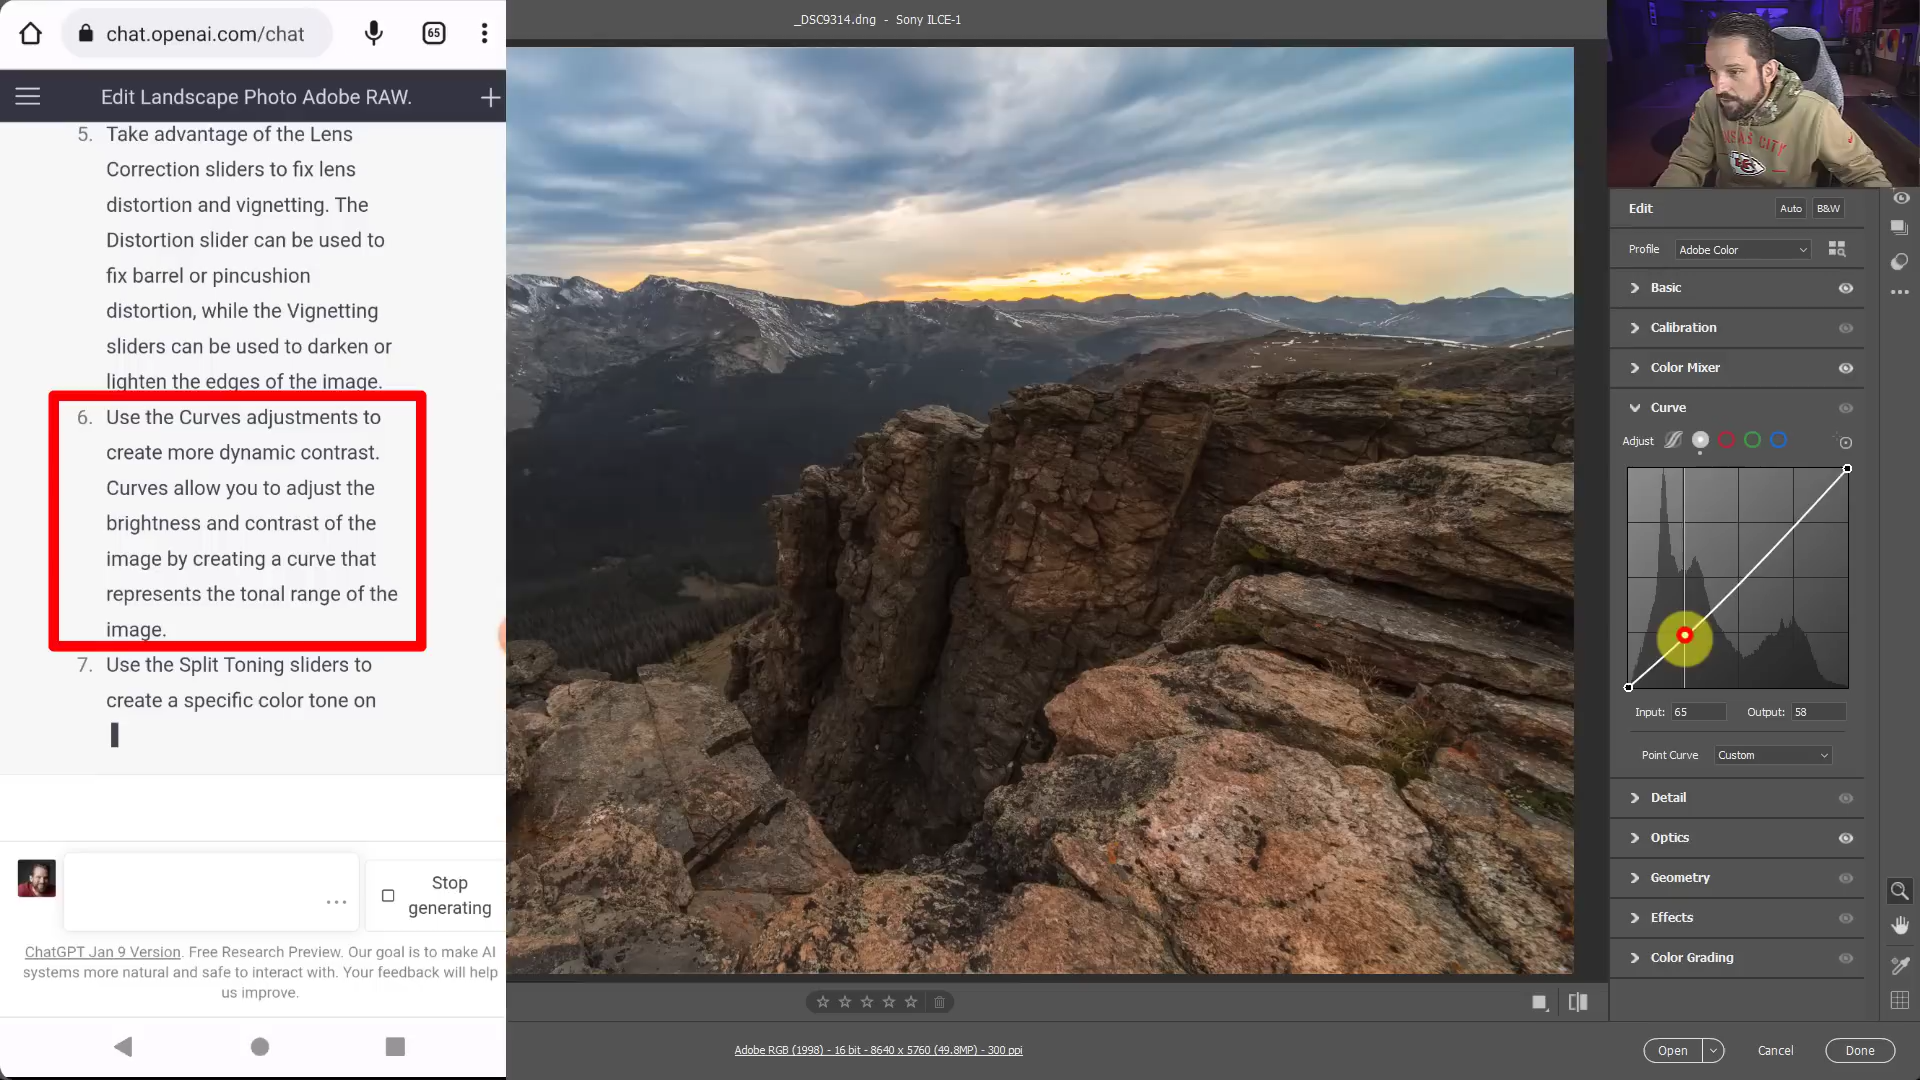 chat.openai.com/chat
65
Edit Landscape Photo Adobe RAW.
5. Take advantage of the Lens
Correction sliders to fix lens
distortion and vignetting. The
Distortion slider can be used to
fix barrel or pincushion
distortion, while the Vignetting
sliders can be used to darken or
lighten the edges of the image.
6. Use the Curves adjustments to
create more dynamic contrast.
Curves allow you to adjust the
brightness and contrast of the
image by creating a curve that
represents the tonal range of the
image.
7. Use the Split Toning sliders to
create a specific color tone on
Stop
generating
ChatGPT Jan 9 Version. Free Research Preview. Our goal is to make AI
systems more natural and safe to interact with. Your feedback will help
us improve.
_DSC9314.dng - Sony ILCE-1
Adobe RGB (1998) - 16 bit - 8640 x 5760 (49.8MP) - 300 ppi
Edit Auto B&W
Profile Adobe Color
Basic
Calibration
Color Mixer
Curve
Adjust
Input: 65 Output: 58
Point Curve Custom
Detail
Optics
Geometry
Effects
Color Grading
Open Cancel Done